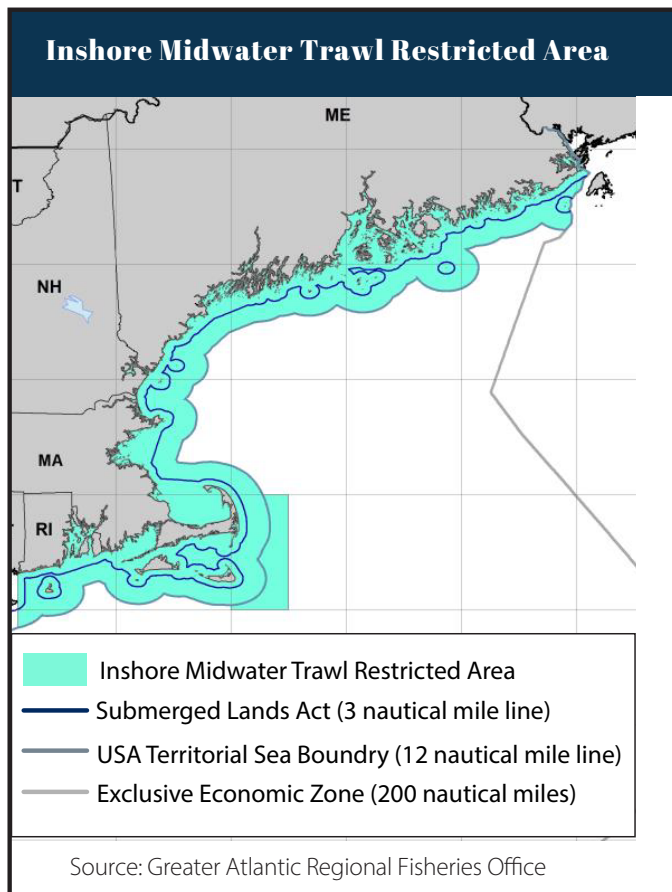 Inshore Midwater Trawl Restricted Area
ME
T
NH
MA
RI
Inshore Midwater Trawl Restricted Area
Submerged Lands Act (3 nautical mile line)
USA Territorial Sea Boundry (12 nautical mile line)
Exclusive Economic Zone (200 nautical miles)
Source: Greater Atlantic Regional Fisheries Office